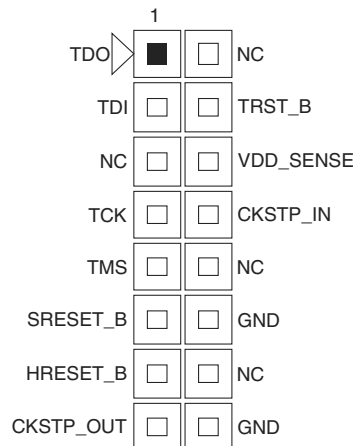 1
TDO NC
TDI TRST_B
NC VDD_SENSE
TCK CKSTP_IN
TMS NC
SRESET_B GND
HRESET_B NC
CKSTP_OUT GND